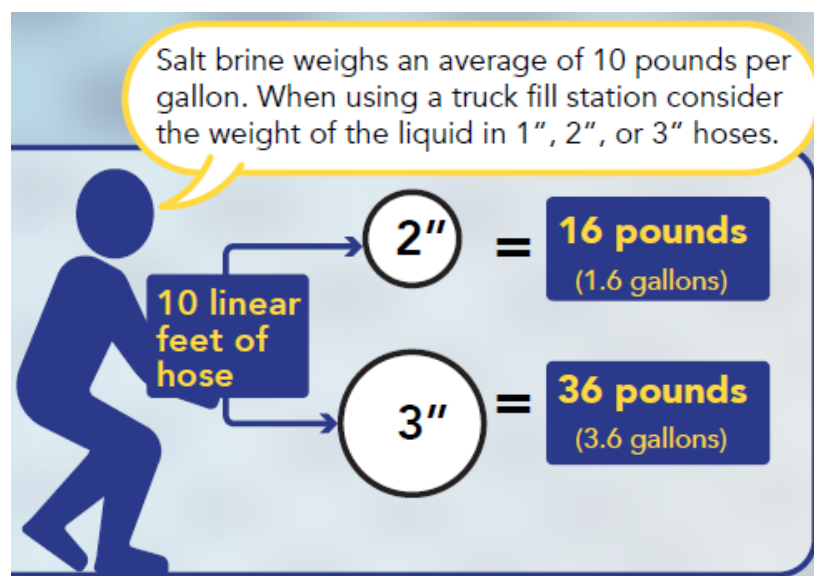 Salt brine weighs an average of 10 pounds per
gallon. When using a truck fill station consider
the weight of the liquid in 1”, 2”, or 3” hoses.
10 linear
feet of
hose
2” = 16 pounds
(1.6 gallons)
3” = 36 pounds
(3.6 gallons)